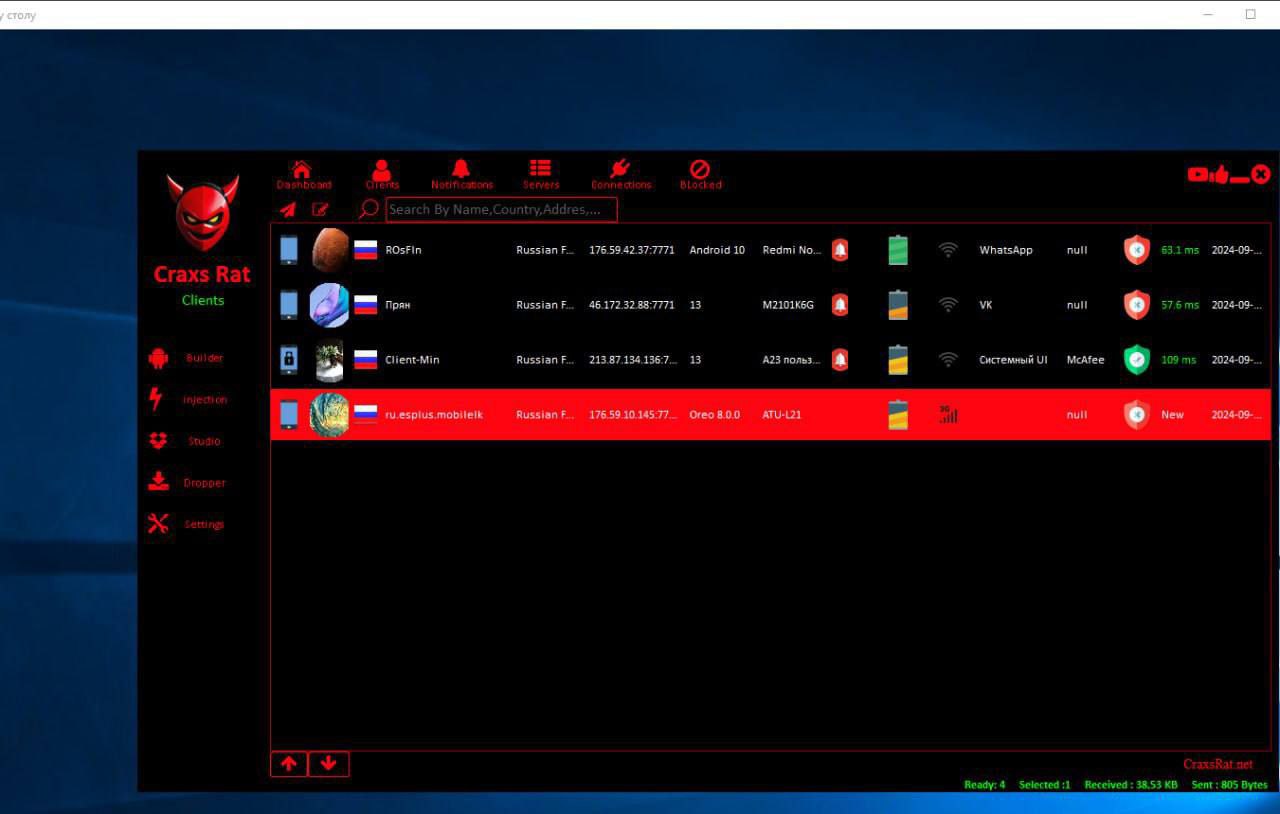 у столу
Dashboard Clients Notifications Servers Connections BLocked
Search By Name,Country,Addres,...
Craxs Rat
Clients
Builder
injection
Studio
Dropper
Settings
ROsFIn Russian F... 176.59.42.37:7771 Android 10 Redmi No... WhatsApp null 63.1 ms 2024-09-...
Прян Russian F... 46.172.32.88:7771 13 M2101K6G VK null 57.6 ms 2024-09-...
Client-Min Russian F... 213.87.134.136:7... 13 A23 польз... Системный UI McAfee 109 ms 2024-09-...
ru.esplus.mobilelk Russian F... 176.59.10.145:77... Oreo 8.0.0 ATU-L21 3G null New 2024-09-...
CraxsRat.net
Ready: 4 Selected :1 Received : 38,53 KB Sent : 805 Bytes